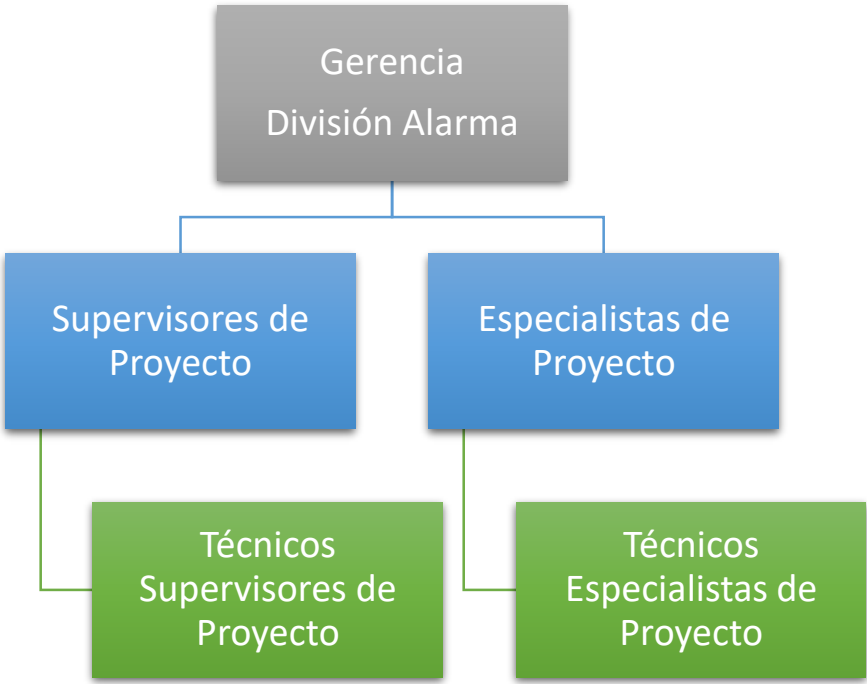 Gerencia
División Alarma
Supervisores de
Proyecto
Especialistas de
Proyecto
Técnicos
Supervisores de
Proyecto
Técnicos
Especialistas de
Proyecto